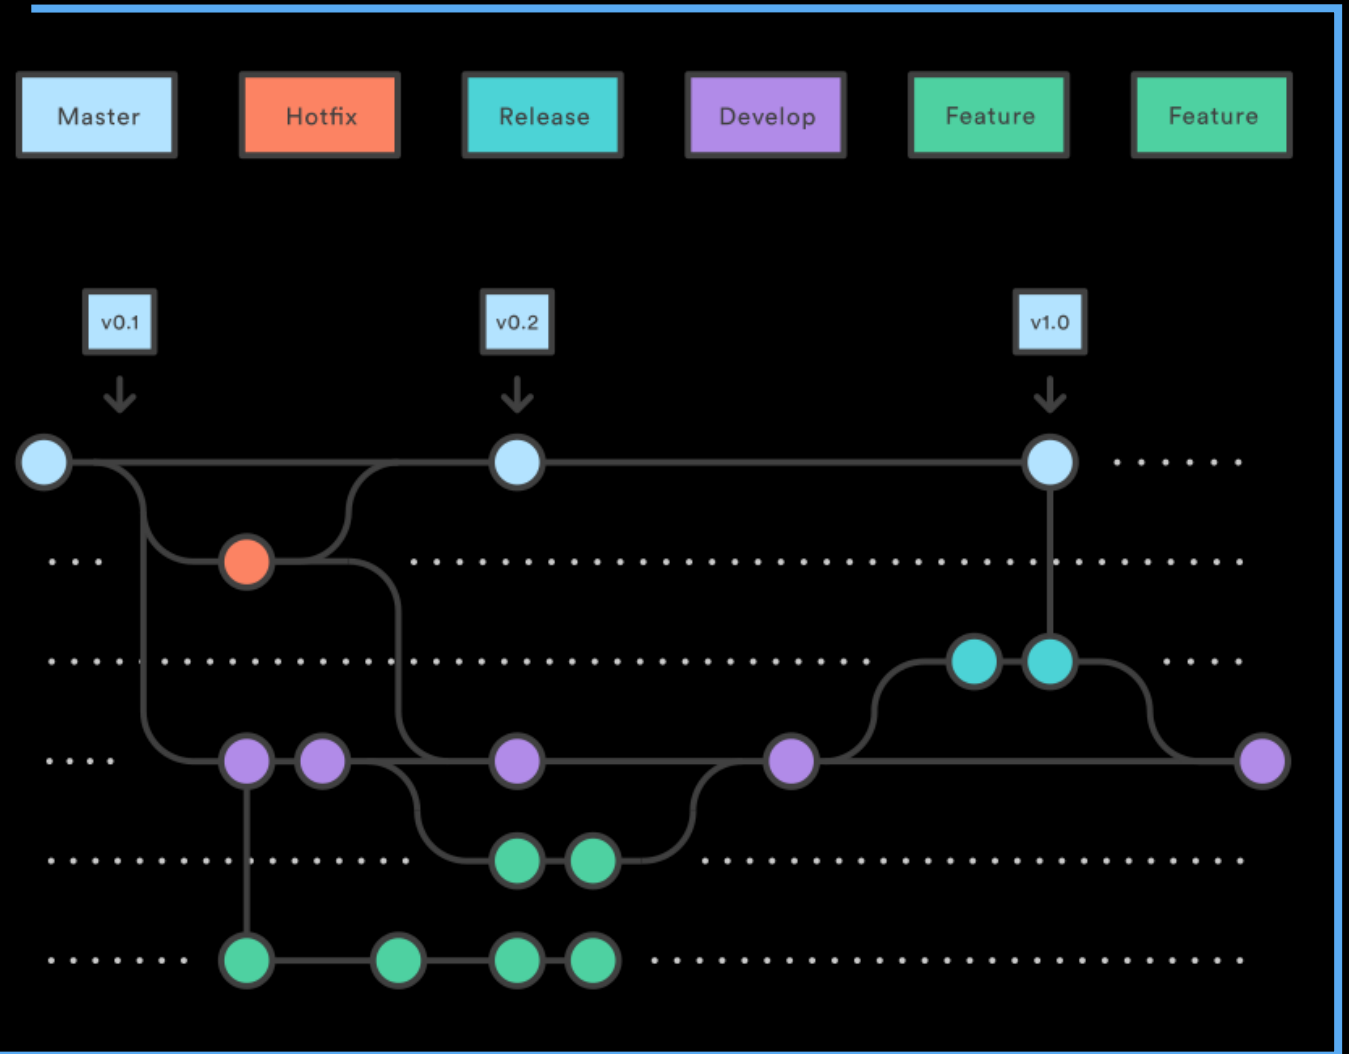 Master
Hotfix
Release
Develop
Feature
Feature
v0.1
v0.2
v1.0